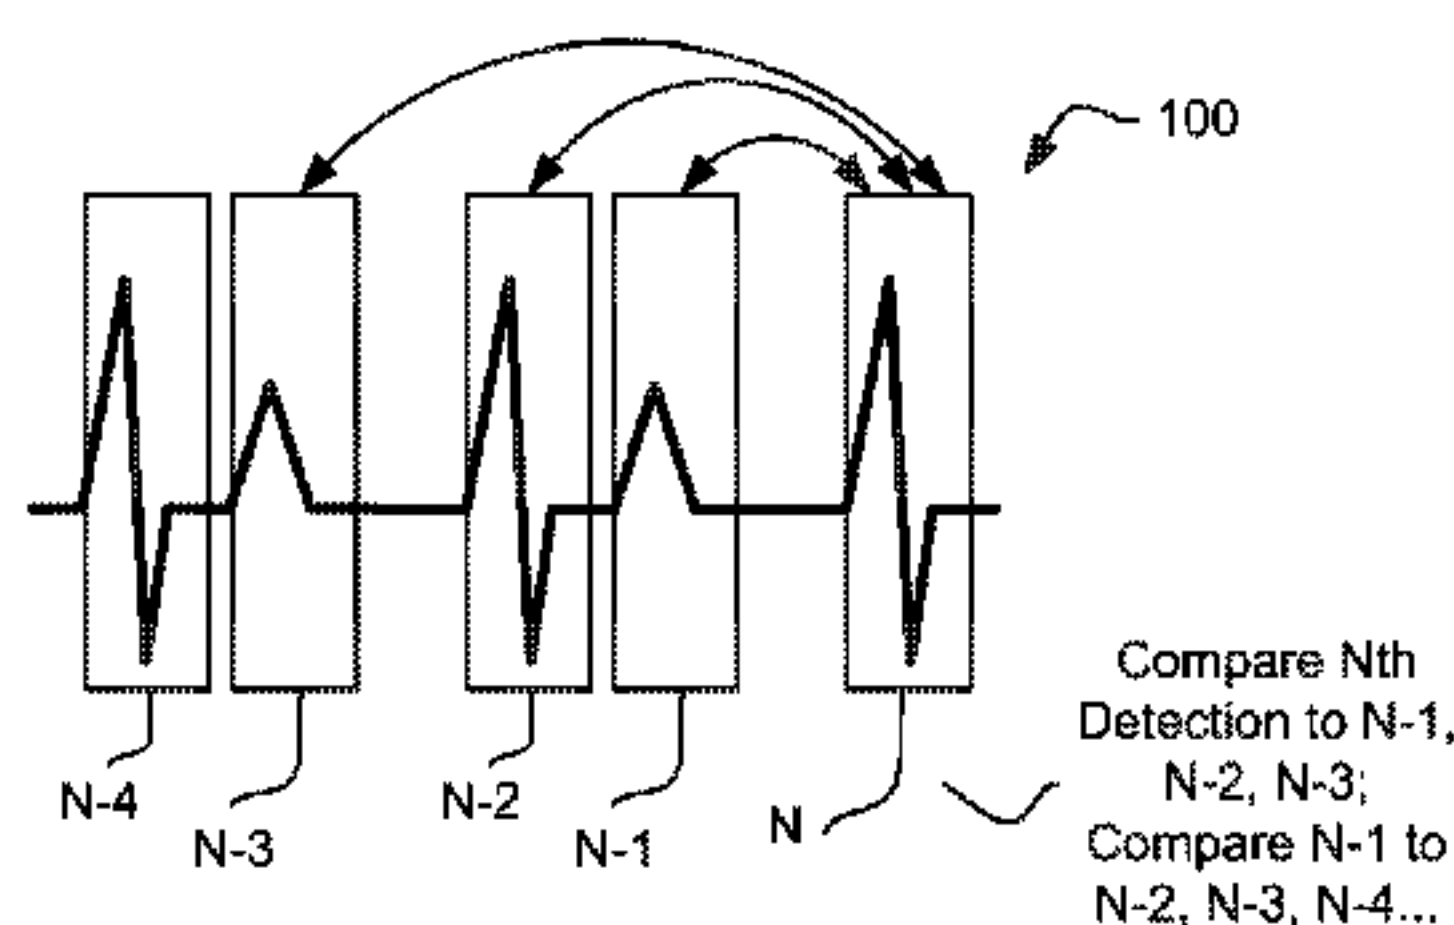 100
N-4
N-3
N-2
N-1
N
Compare Nth
Detection to N-1,
N-2, N-3;
Compare N-1 to
N-2, N-3, N-4...